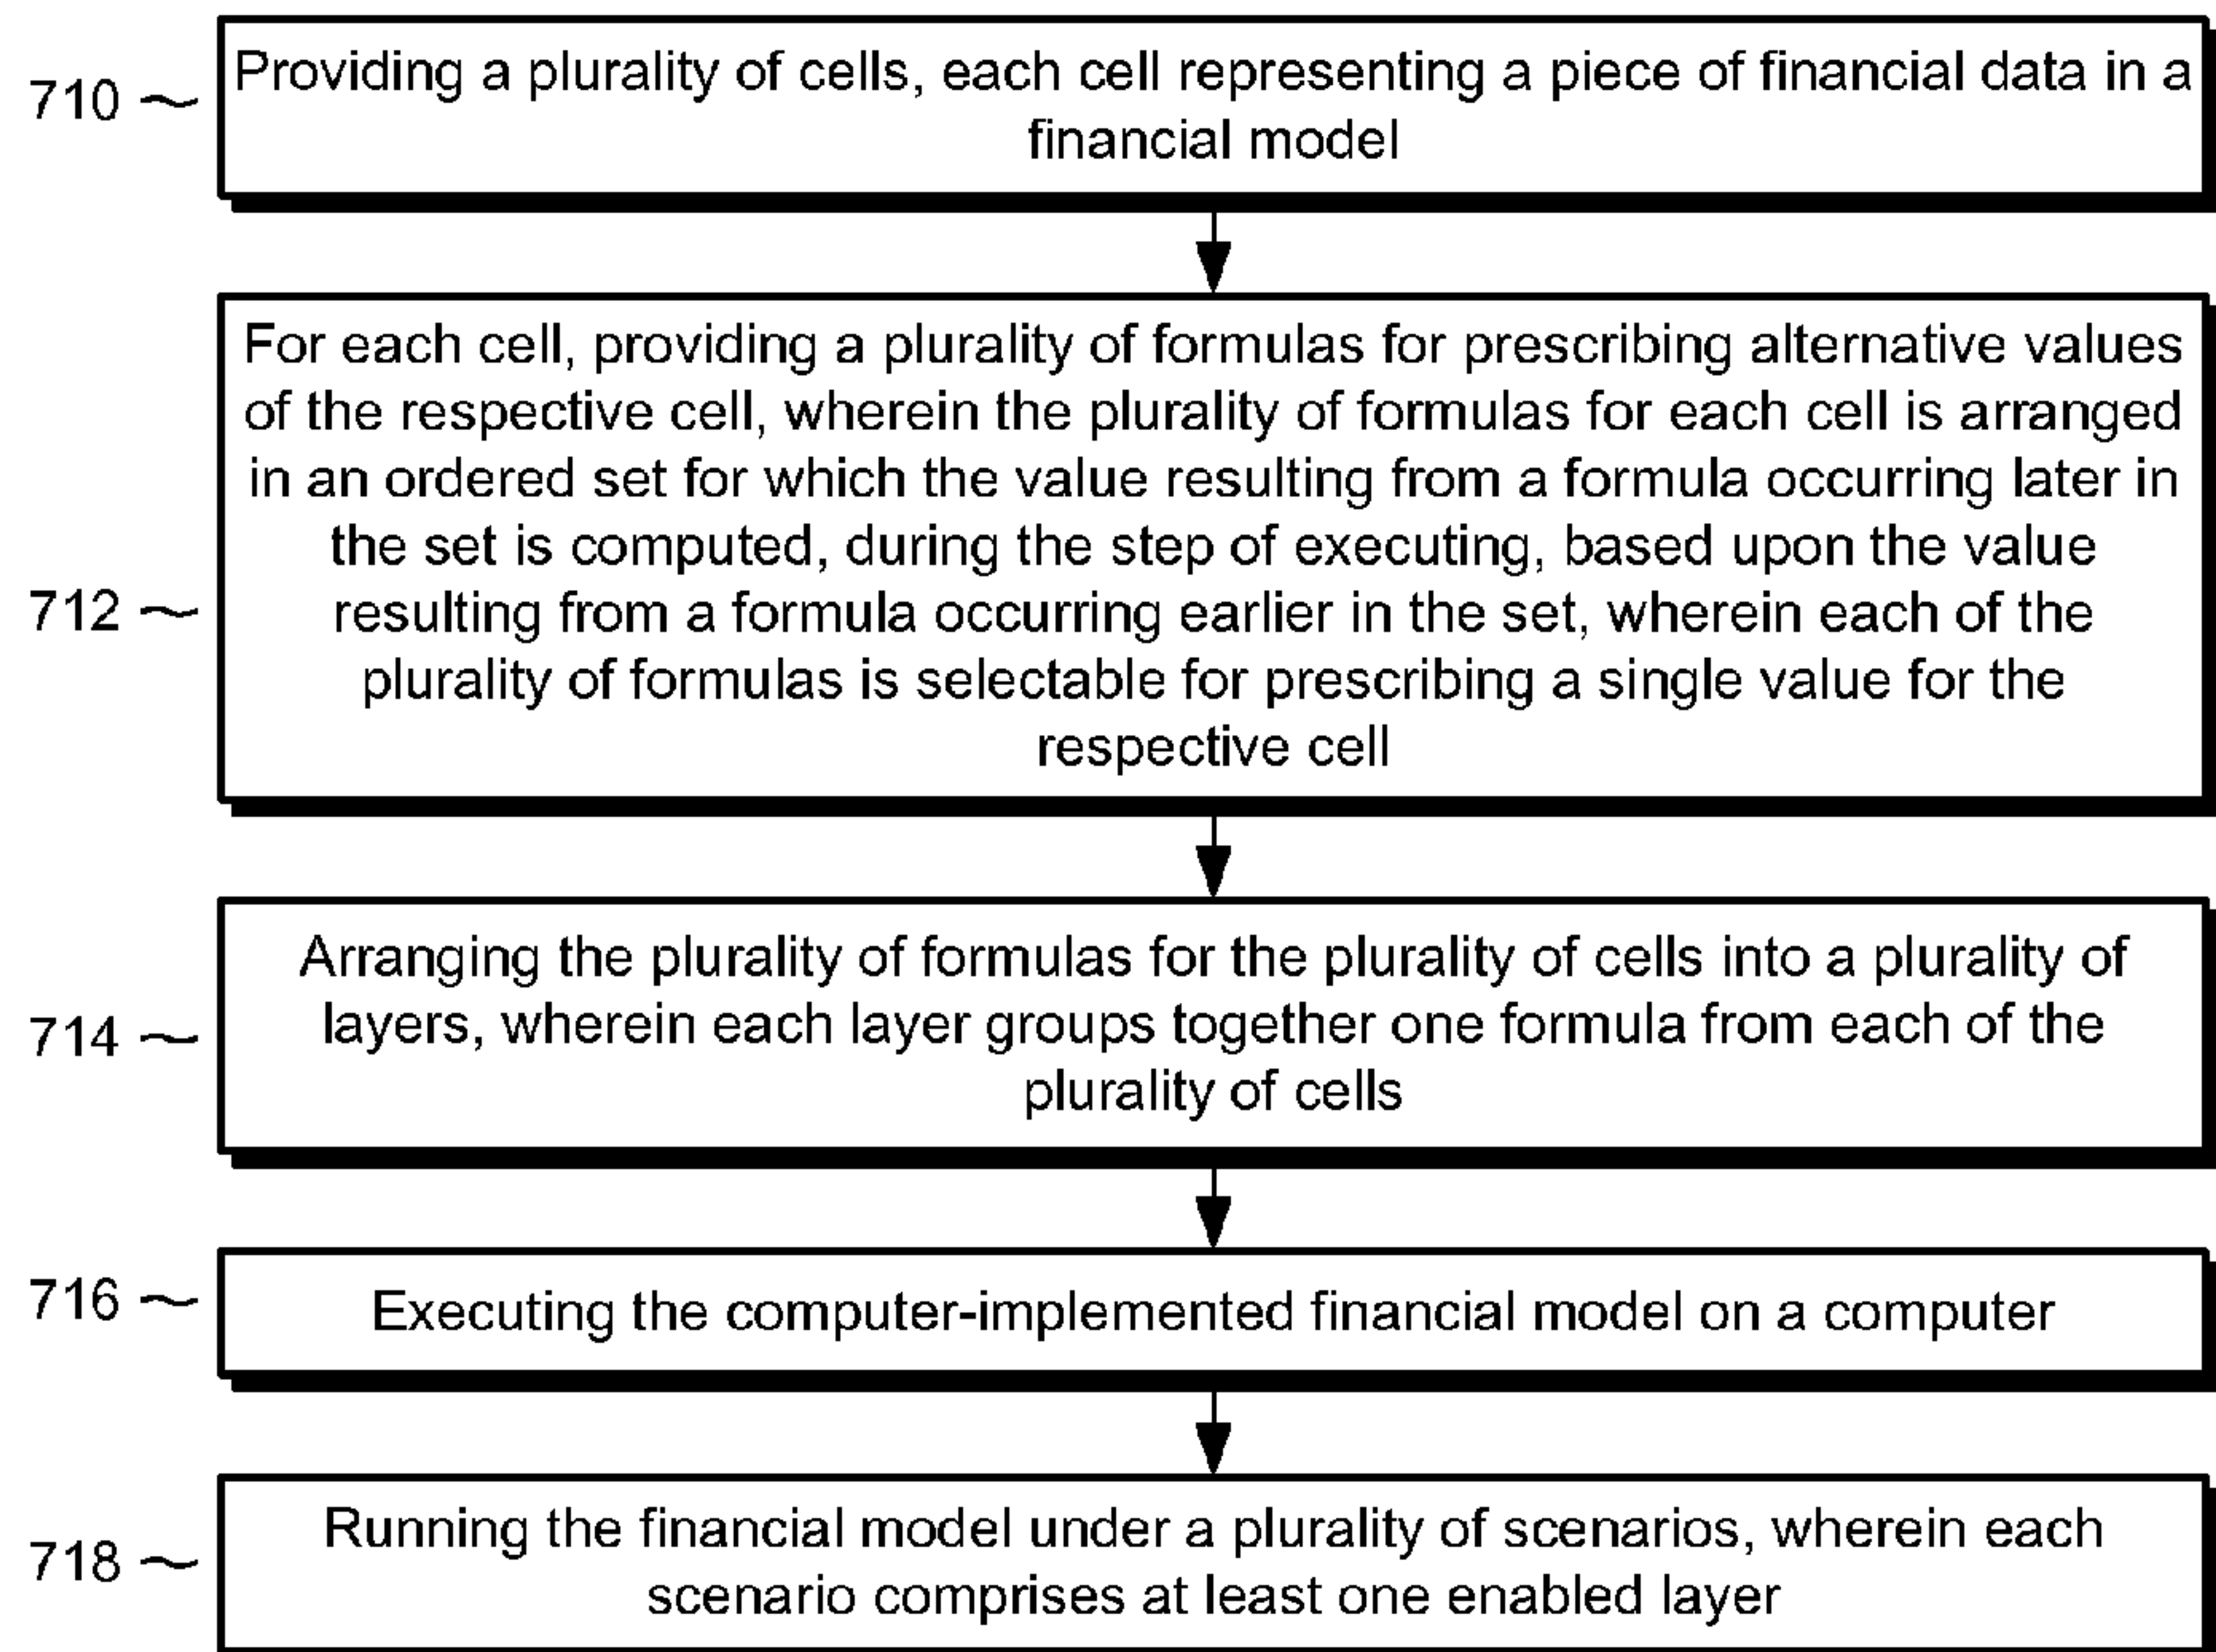 710 ~ Providing a plurality of cells, each cell representing a piece of financial data in a
financial model
For each cell, providing a plurality of formulas for prescribing alternative values
of the respective cell, wherein the plurality of formulas for each cell is arranged
in an ordered set for which the value resulting from a formula occurring later in
the set is computed, during the step of executing, based upon the value
712 ~ resulting from a formula occurring earlier in the set, wherein each of the
plurality of formulas is selectable for prescribing a single value for the
respective cell
Arranging the plurality of formulas for the plurality of cells into a plurality of
714 ~ layers, wherein each layer groups together one formula from each of the
plurality of cells
716 ~ Executing the computer-implemented financial model on a computer
Running the financial model under a plurality of scenarios, wherein each
718 ~ scenario comprises at least one enabled layer